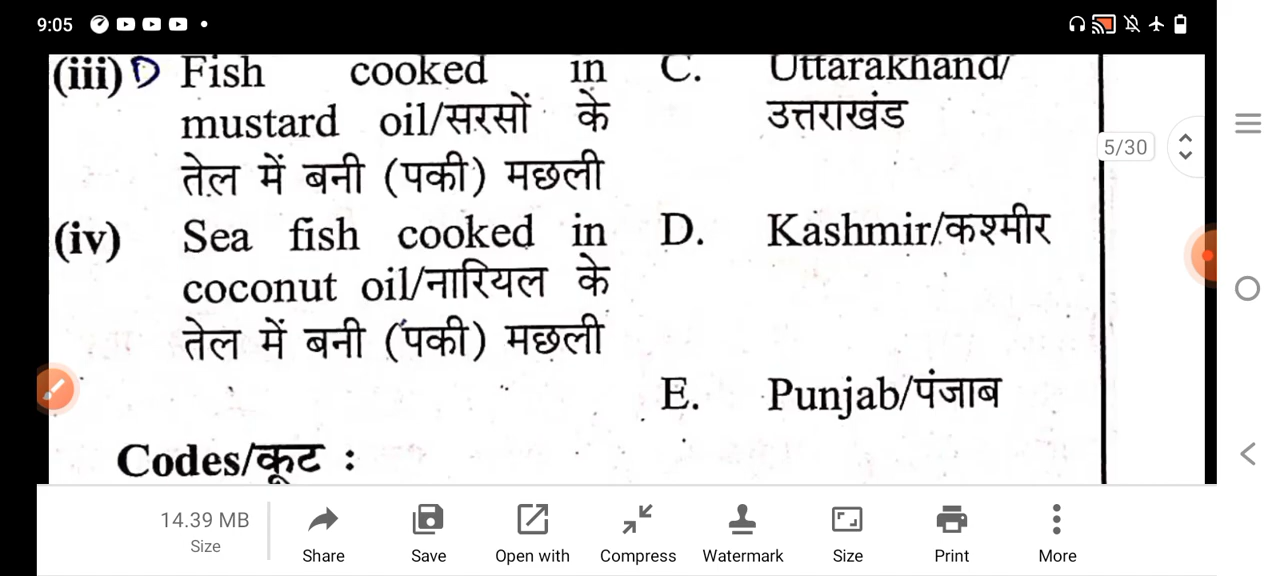 9:05
(iii) D Fish cooked in C. Uttarakhand/
mustard oil/सरसों के उत्तराखंड
5/30
तेल में बनी (पकी) मछली
(iv) Sea fish cooked in D. Kashmir/कश्मीर
coconut oil/नारियल के
तेल में बनी (पकी) मछली
E. Punjab/पंजाब
Codes/कूट :
14.39 MB
Size
Share Save Open with Compress Watermark Size Print More